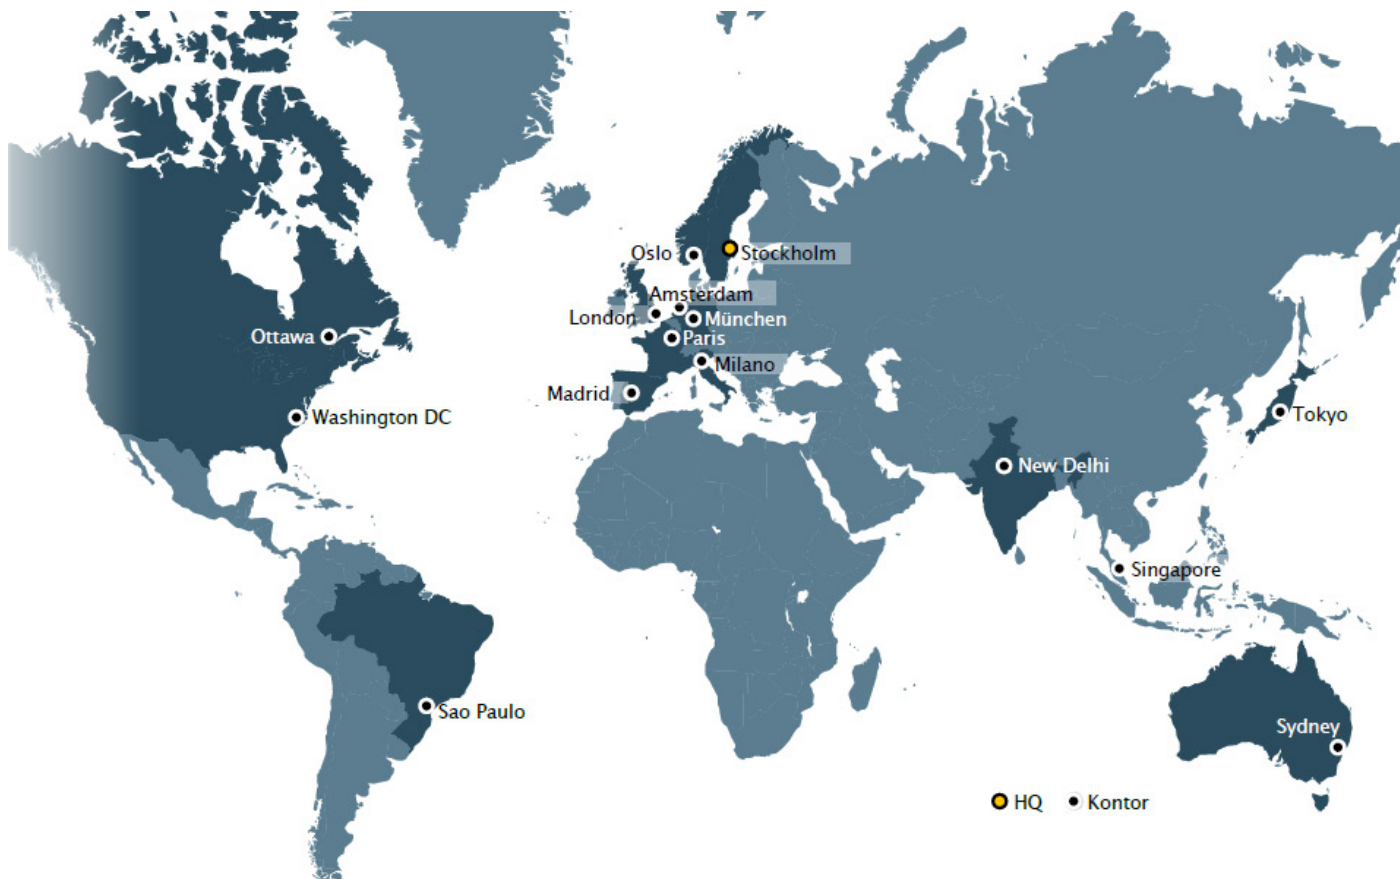 Oslo
Stockholm
Amsterdam
London
München
Ottawa
Paris
Milano
Madrid
Washington DC
Tokyo
New Delhi
Singapore
Sao Paulo
Sydney
HQ
Kontor